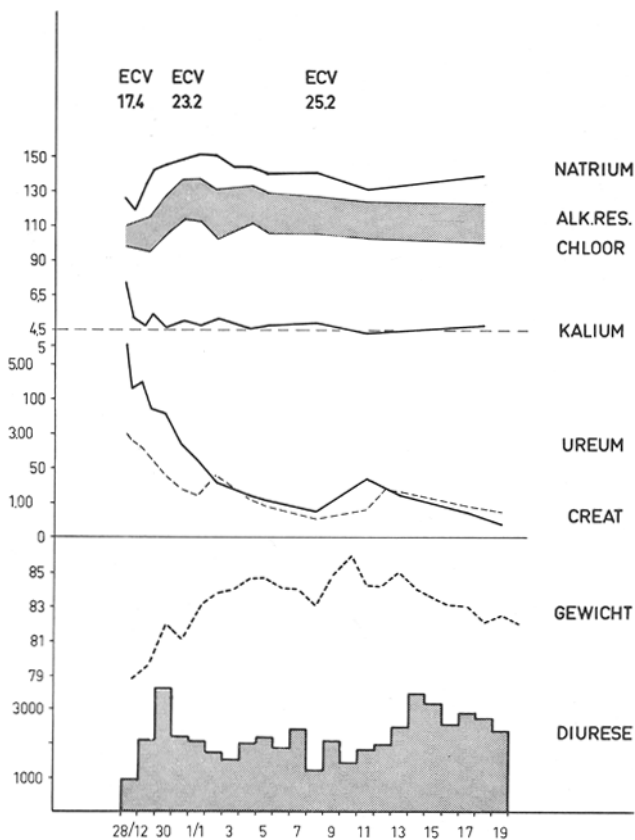 ECV ECV ECV
17.4 23.2 25.2
150 NATRIUM
130
110 ALK.RES.
90 CHLOOR
6,5
4,5 KALIUM
5
5,00
100
3,00 UREUM
50
1,00 CREAT
0
85
83 GEWICHT
81
79
3000 DIURESE
1000
28/12 30 1/1 3 5 7 9 11 13 15 17 19